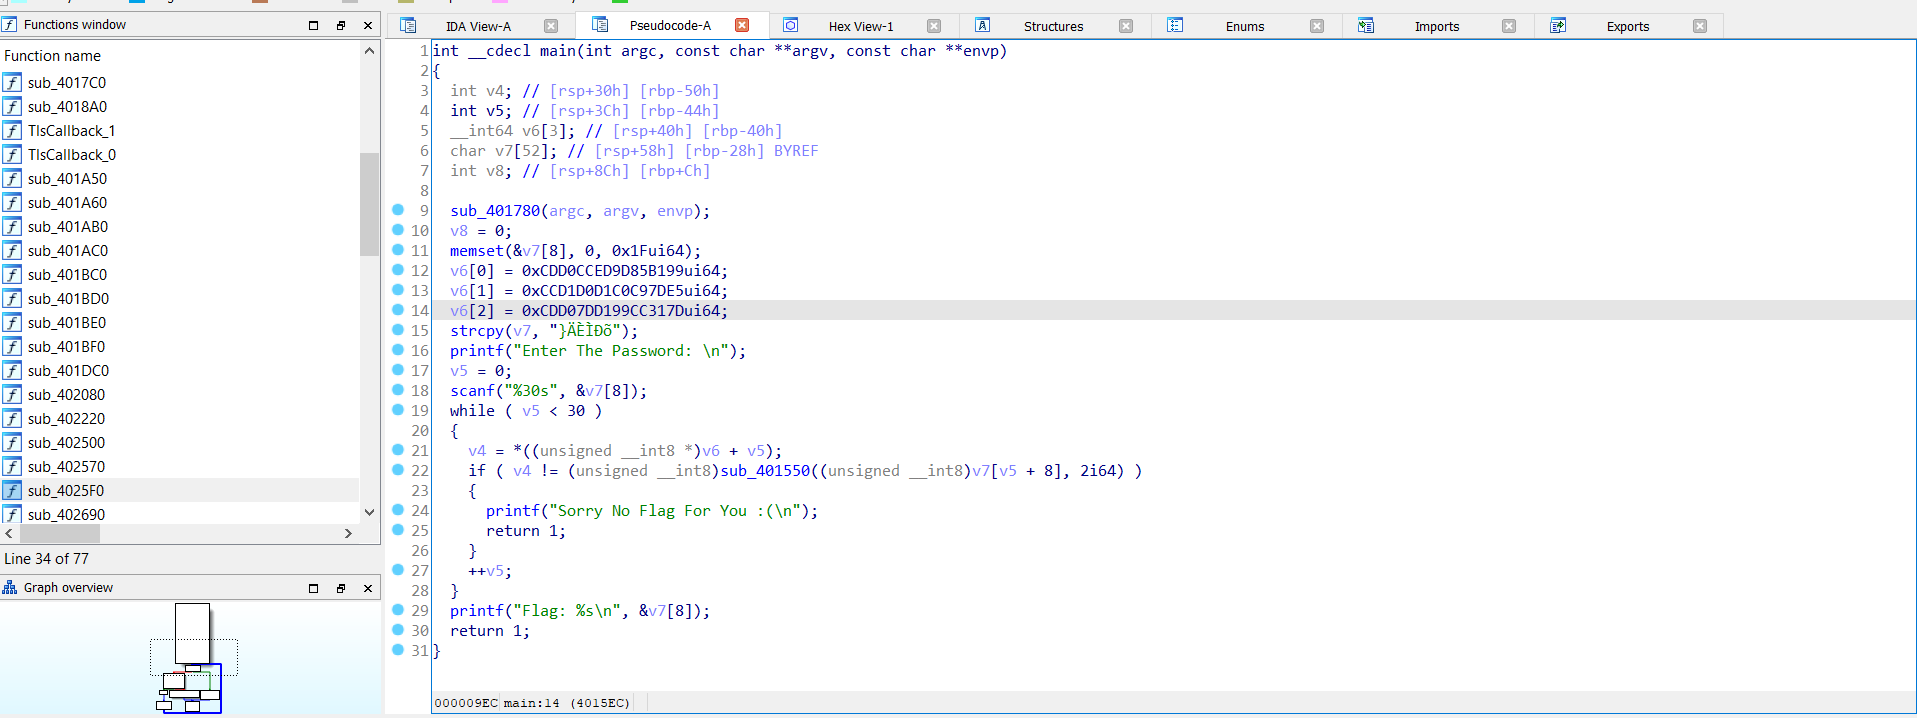 Functions window
Function name
sub_4017C0
sub_4018A0
TlsCallback_1
TlsCallback_0
sub_401A50
sub_401A60
sub_401AB0
sub_401AC0
sub_401BC0
sub_401BD0
sub_401BE0
sub_401BF0
sub_401DC0
sub_402080
sub_402220
sub_402500
sub_402570
sub_4025F0
sub_402690
Line 34 of 77
Graph overview
IDA View-A
Pseudocode-A
Hex View-1
Structures
Enums
Imports
Exports
1 int __cdecl main(int argc, const char **argv, const char **envp)
2 {
3 int v4; // [rsp+30h] [rbp-50h]
4 int v5; // [rsp+3Ch] [rbp-44h]
5 __int64 v6[3]; // [rsp+40h] [rbp-40h]
6 char v7[52]; // [rsp+58h] [rbp-28h] BYREF
7 int v8; // [rsp+8Ch] [rbp+Ch]
8
9 sub_401780(argc, argv, envp);
10 v8 = 0;
11 memset(&v7[8], 0, 0x1Fui64);
12 v6[0] = 0xCDD0CCED9D85B199ui64;
13 v6[1] = 0xCCD1D0D1C0C97DE5ui64;
14 v6[2] = 0xCDD07DD199CC317Dui64;
15 strcpy(v7, "}ÄÈÌÐõ");
16 printf("Enter The Password: \n");
17 v5 = 0;
18 scanf("%30s", &v7[8]);
19 while ( v5 < 30 )
20 {
21 v4 = *((unsigned __int8 *)v6 + v5);
22 if ( v4 != (unsigned __int8)sub_401550((unsigned __int8)v7[v5 + 8], 2i64) )
23 {
24 printf("Sorry No Flag For You :(\n");
25 return 1;
26 }
27 ++v5;
28 }
29 printf("Flag: %s\n", &v7[8]);
30 return 1;
31 }
000009EC main:14 (4015EC)